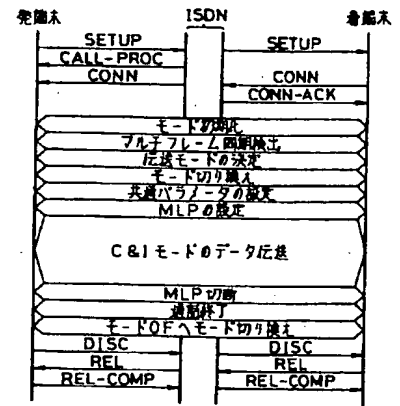 発端末 ISDN 着端末
SETUP SETUP
CALL-PROC
CONN CONN
CONN-ACK
モード初期化
マルチフレーム同期検出
伝送モードの決定
モード切り換え
共通パラメータの設定
MLPの設定
C&Iモードのデータ伝送
MLP切断
通話終了
モードOFへモード切り換え
DISC DISC
REL REL
REL-COMP REL-COMP